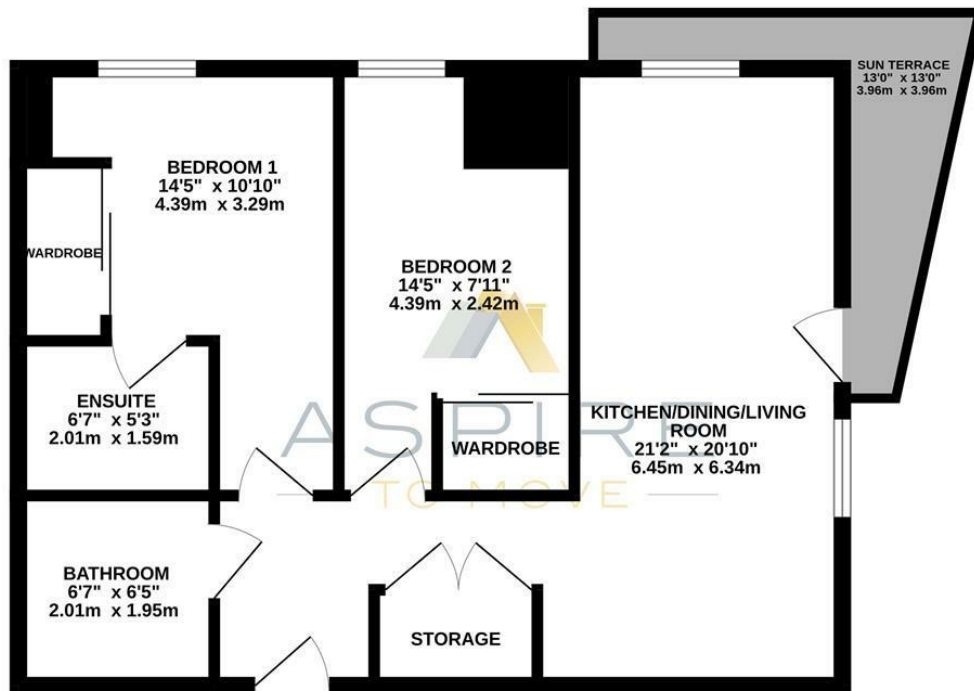 SUN TERRACE
13'0" x 13'0"
3.96m x 3.96m
BEDROOM 1
14'5" x 10'10"
4.39m x 3.29m
WARDROBE
BEDROOM 2
14'5" x 7'11"
4.39m x 2.42m
ENSUITE
6'7" x 5'3"
2.01m x 1.59m
WARDROBE
KITCHEN/DINING/LIVING
ROOM
21'2" x 20'10"
6.45m x 6.34m
ASPIRE
TO MOVE
BATHROOM
6'7" x 6'5"
2.01m x 1.95m
STORAGE